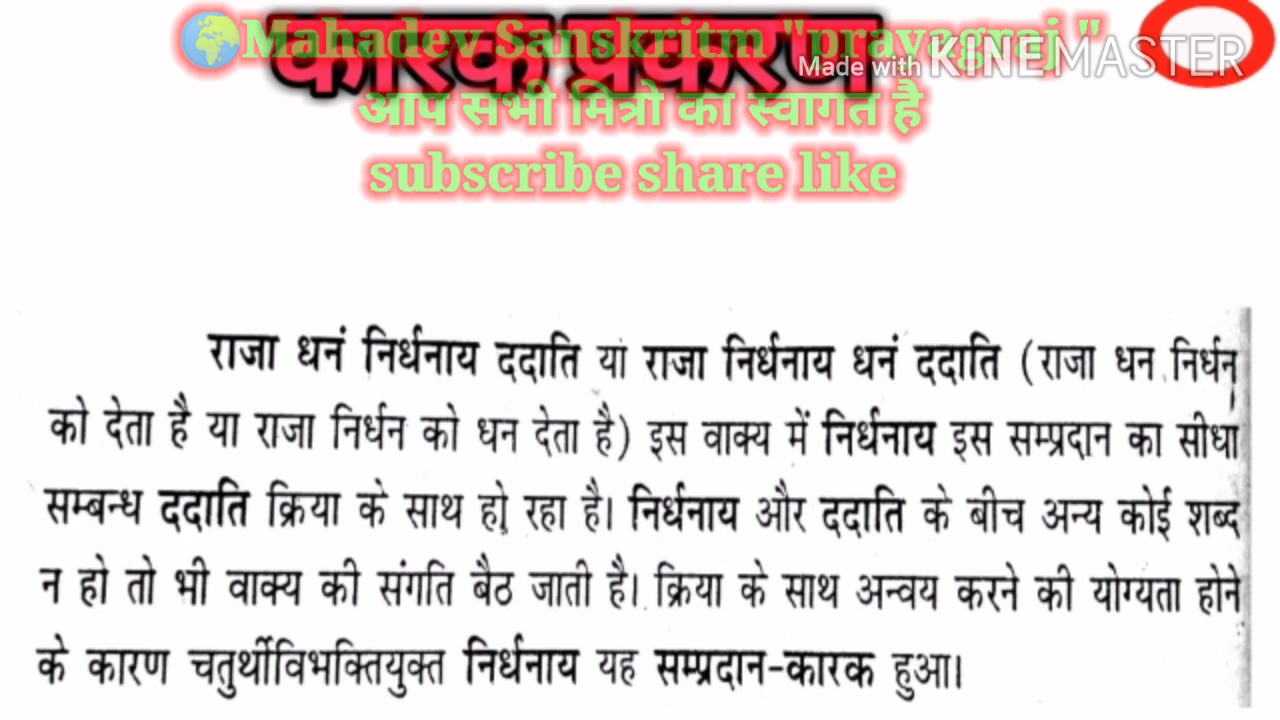 🌍Mahadev Sanskritm "prayagraj "
कारक प्रकरण
Made with KINEMASTER
आप सभी मित्रो का स्वागत है
subscribe share like
राजा धनं निर्धनाय ददाति या राजा निर्धनाय धनं ददाति (राजा धन निर्धन
को देता है या राजा निर्धन को धन देता है) इस वाक्य में निर्धनाय इस सम्प्रदान का सीधा
सम्बन्ध ददाति क्रिया के साथ हो रहा है। निर्धनाय और ददाति के बीच अन्य कोई शब्द
न हो तो भी वाक्य की संगति बैठ जाती है। क्रिया के साथ अन्वय करने की योग्यता होने
के कारण चतुर्थीविभक्तियुक्त निर्धनाय यह सम्प्रदान-कारक हुआ।